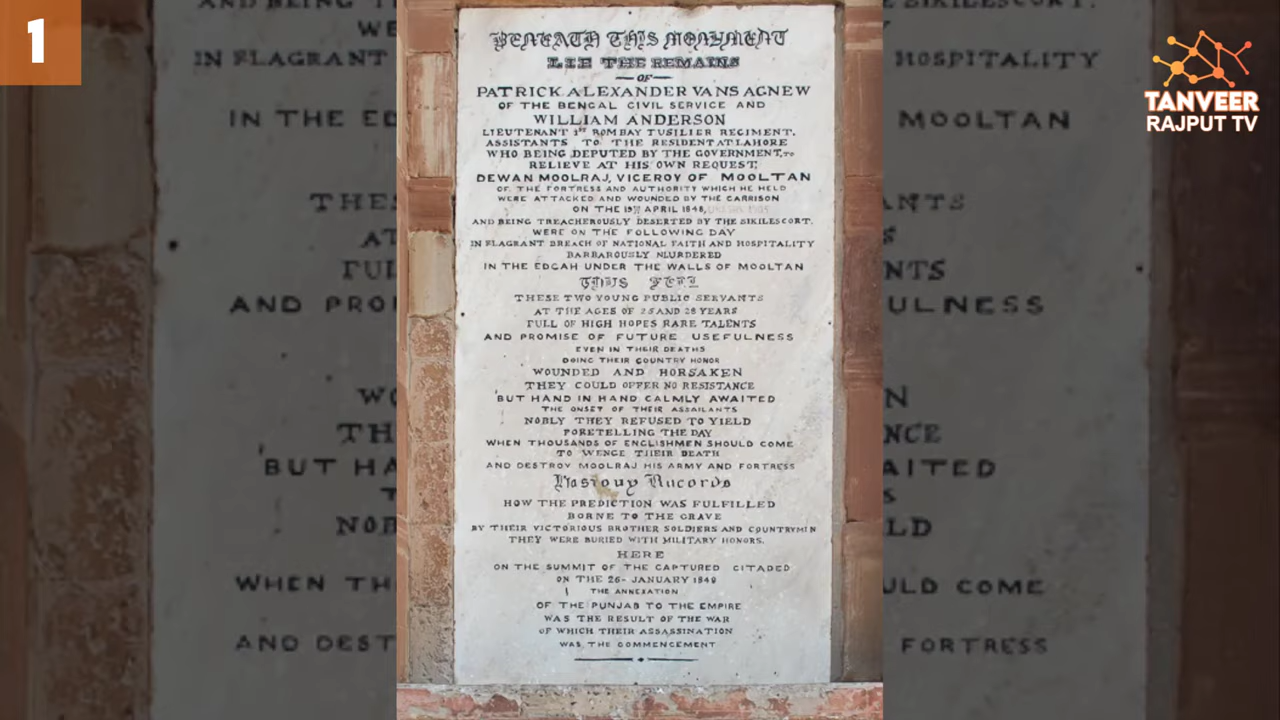 1
TANVEER
RAJPUT TV
BENEATH THIS MONUMENT
LIE THE REMAINS
OF
PATRICK ALEXANDER VANS AGNEW
OF THE BENGAL CIVIL SERVICE AND
WILLIAM ANDERSON
LIEUTENANT 1ST BOMBAY TUSILIER REGIMENT.
ASSISTANTS TO THE RESIDENT AT LAHORE
WHO BEING DEPUTED BY THE GOVERNMENT, TO
RELIEVE AT HIS OWN REQUEST,
DEWAN MOOLRAJ, VICEROY OF MOOLTAN
OF THE FORTRESS AND AUTHORITY WHICH HE HELD
WERE ATTACKED AND WOUNDED BY THE GARRISON
ON THE 19TH APRIL 1848,
AND BEING TREACHEROUSLY DESERTED BY THE SIKILESCORT.
WERE ON THE FOLLOWING DAY
IN FLAGRANT BREACH OF NATIONAL FAITH AND HOSPITALITY
BARBAROUSLY NLURDERED
IN THE EDGAH UNDER THE WALLS OF MOOLTAN
THUS FELL
THESE TWO YOUNG PUBLIC SERVANTS
AT THE AGES OF 25 AND 28 YEARS
FULL OF HIGH HOPES RARE TALENTS
AND PROMISE OF FUTURE USEFULNESS
EVEN IN THEIR DEATHS
DOING THEIR COUNTRY HONOR
WOUNDED AND HORSAKEN
THEY COULD OFFER NO RESISTANCE
BUT HAND IN HAND CALMLY AWAITED
THE ONSET OF THEIR ASSAILANTS
NOBLY THEY REFUSED TO YIELD
FORETELLING THE DAY
WHEN THOUSANDS OF ENGLISHMEN SHOULD COME
TO WENGE THEIR DEATH
AND DESTROY MOOLRAJ HIS ARMY AND FORTRESS
Hastouy Records
HOW THE PREDICTION WAS FULFILLED
BORNE TO THE GRAVE
BY THEIR VICTORIOUS BROTHER SOLDIERS AND COUNTRYMIN
THEY WERE BURIED WITH MILITARY HONORS.
HERE
ON THE SUMMIT OF THE CAPTURED CITADED
ON THE 26- JANUARY 1849
THE ANNEXATION
OF THE PUNJAB TO THE EMPIRE
WAS THE RESULT OF THE WAR
OF WHICH THEIR ASSASSINATION
WAS THE COMMENCEMENT